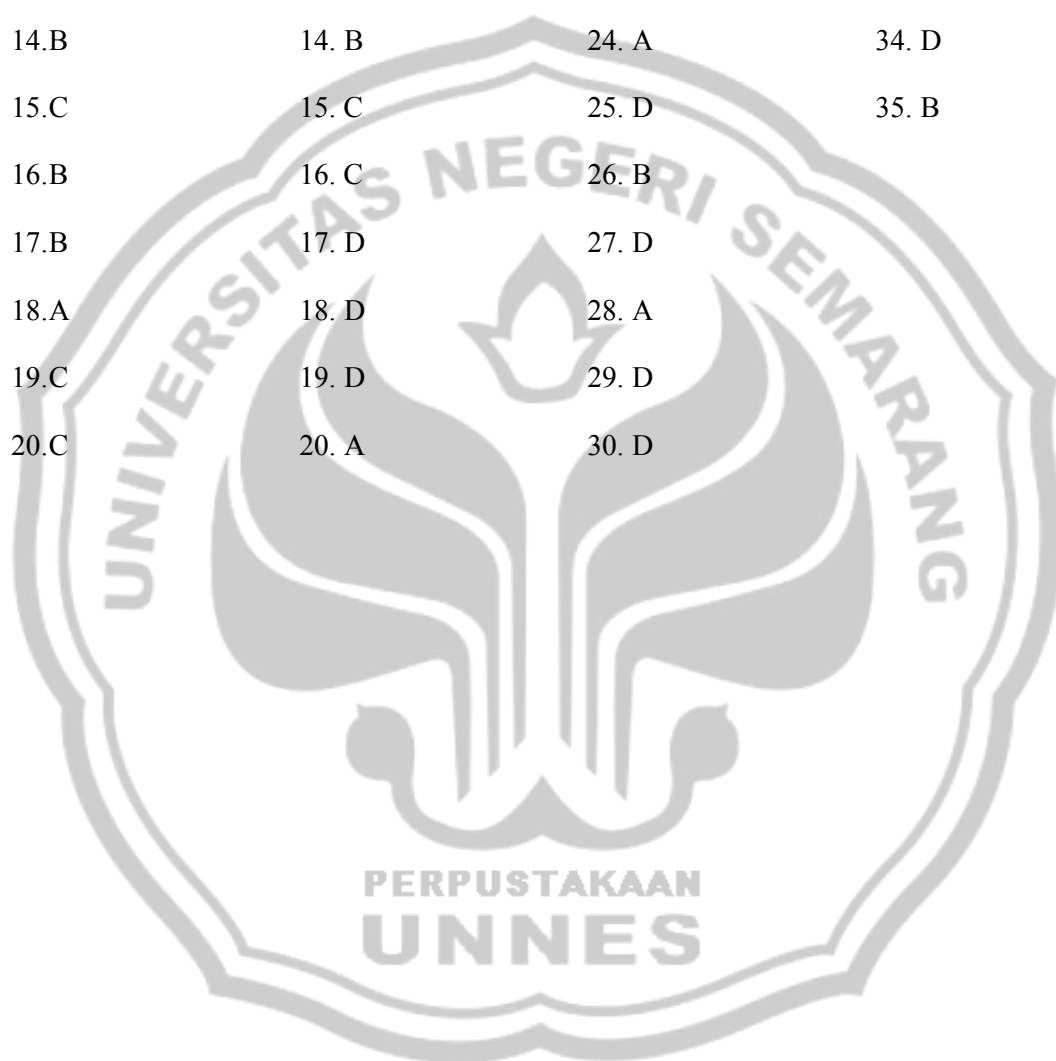 14.B 14. B 24. A 34. D
15.C 15. C 25. D 35. B
16.B 16. C 26. B
17.B 17. D 27. D
18.A 18. D 28. A
19.C 19. D 29. D
20.C 20. A 30. D
UNIVERSITAS NEGERI SEMARANG
PERPUSTAKAAN
UNNES